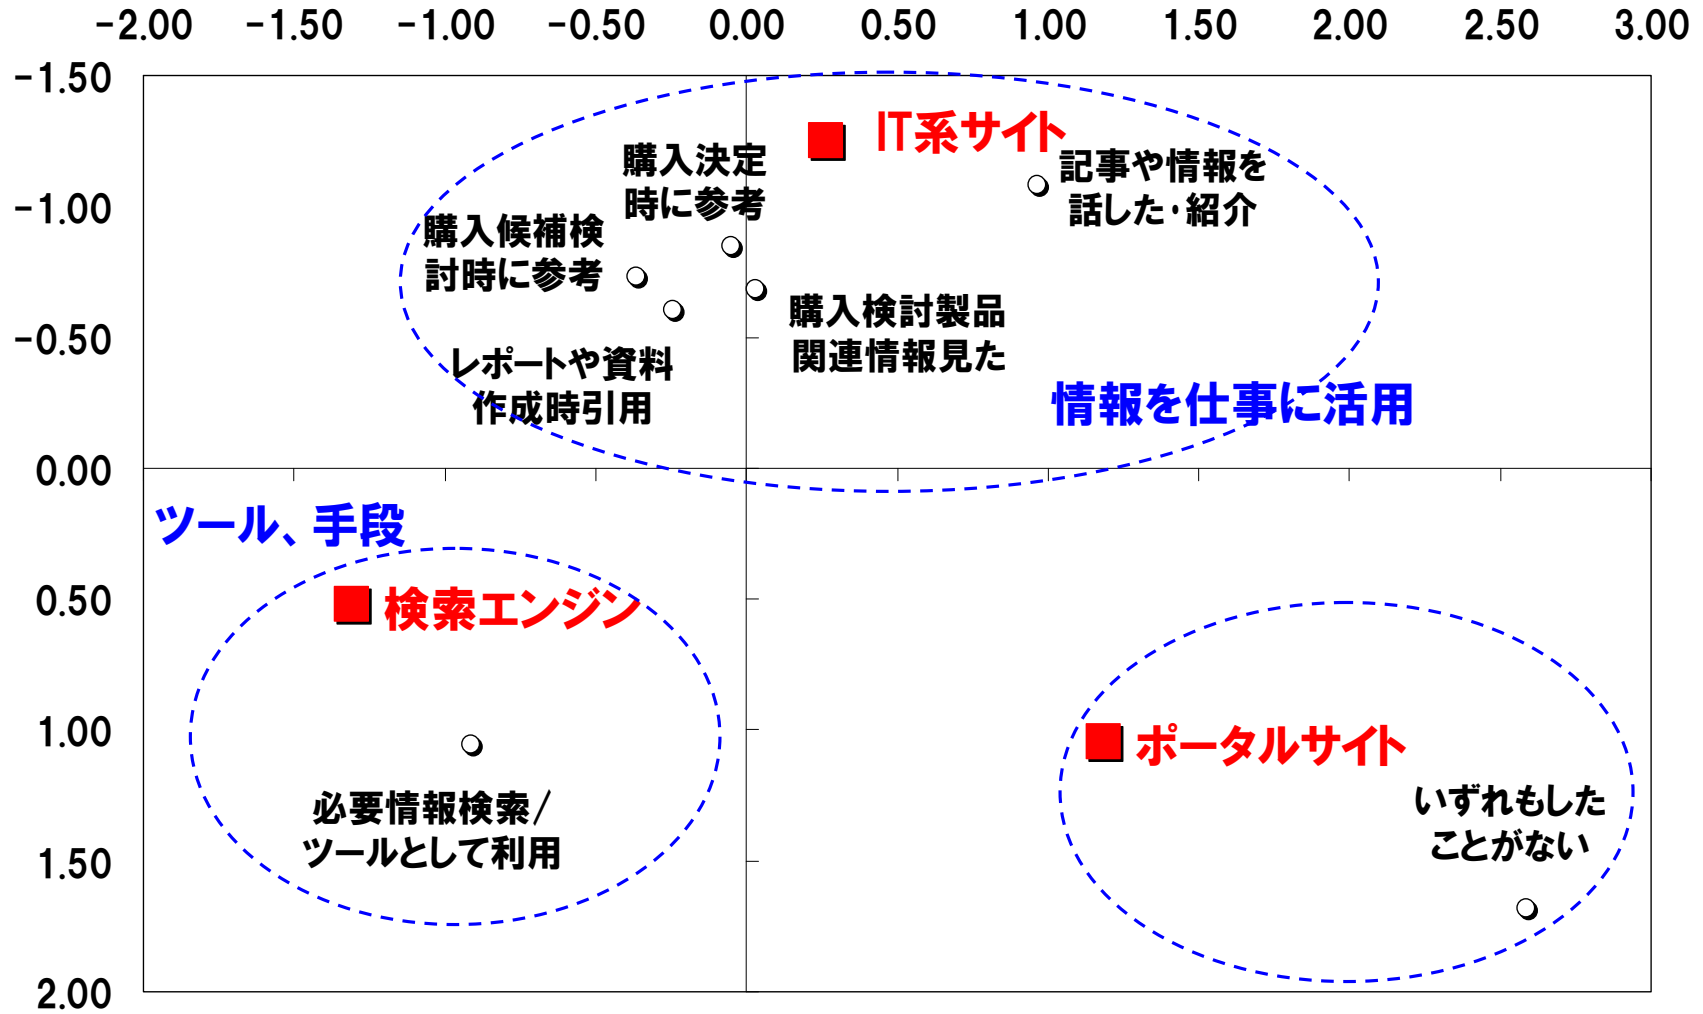 -2.00 -1.50 -1.00 -0.50 0.00 0.50 1.00 1.50 2.00 2.50 3.00
-1.50
-1.00
-0.50
0.00
0.50
1.00
1.50
2.00
IT系サイト
記事や情報を
話した・紹介
購入決定
時に参考
購入候補検
討時に参考
購入検討製品
関連情報見た
レポートや資料
作成時引用
情報を仕事に活用
ツール、手段
検索エンジン
必要情報検索/
ツールとして利用
ポータルサイト
いずれもした
ことがない